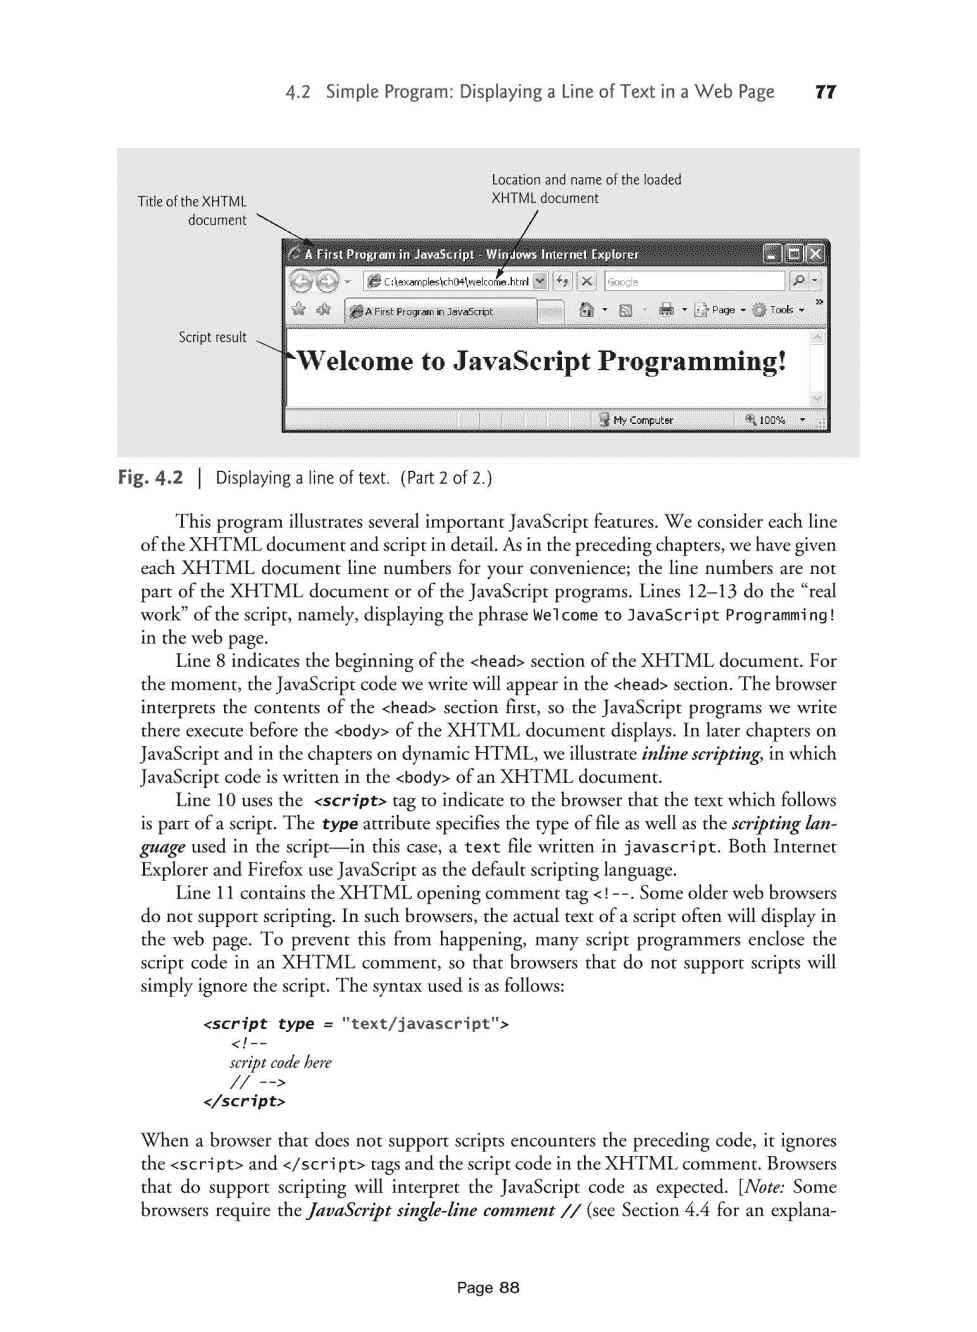 4.2 Simple Program: Displaying a Line of Text in a Web Page 77
Location and name of the loaded
XHTML document
Title of the XHTML
document
A First Program in JavaScript - Windows Internet Explorer
C:\examples\ch04\welcome.html
Google
A First Program in JavaScript
Page
Tools
Script result
Welcome to JavaScript Programming!
My Computer
100%
Fig. 4.2 | Displaying a line of text. (Part 2 of 2.)
This program illustrates several important JavaScript features. We consider each line
of the XHTML document and script in detail. As in the preceding chapters, we have given
each XHTML document line numbers for your convenience; the line numbers are not
part of the XHTML document or of the JavaScript programs. Lines 12–13 do the “real
work” of the script, namely, displaying the phrase Welcome to JavaScript Programming!
in the web page.
Line 8 indicates the beginning of the <head> section of the XHTML document. For
the moment, the JavaScript code we write will appear in the <head> section. The browser
interprets the contents of the <head> section first, so the JavaScript programs we write
there execute before the <body> of the XHTML document displays. In later chapters on
JavaScript and in the chapters on dynamic HTML, we illustrate inline scripting, in which
JavaScript code is written in the <body> of an XHTML document.
Line 10 uses the <script> tag to indicate to the browser that the text which follows
is part of a script. The type attribute specifies the type of file as well as the scripting lan-
guage used in the script—in this case, a text file written in javascript. Both Internet
Explorer and Firefox use JavaScript as the default scripting language.
Line 11 contains the XHTML opening comment tag <!--. Some older web browsers
do not support scripting. In such browsers, the actual text of a script often will display in
the web page. To prevent this from happening, many script programmers enclose the
script code in an XHTML comment, so that browsers that do not support scripts will
simply ignore the script. The syntax used is as follows:
<script type = "text/javascript">
<!--
script code here
// -->
</script>
When a browser that does not support scripts encounters the preceding code, it ignores
the <script> and </script> tags and the script code in the XHTML comment. Browsers
that do support scripting will interpret the JavaScript code as expected. [Note: Some
browsers require the JavaScript single-line comment // (see Section 4.4 for an explana-
Page 88